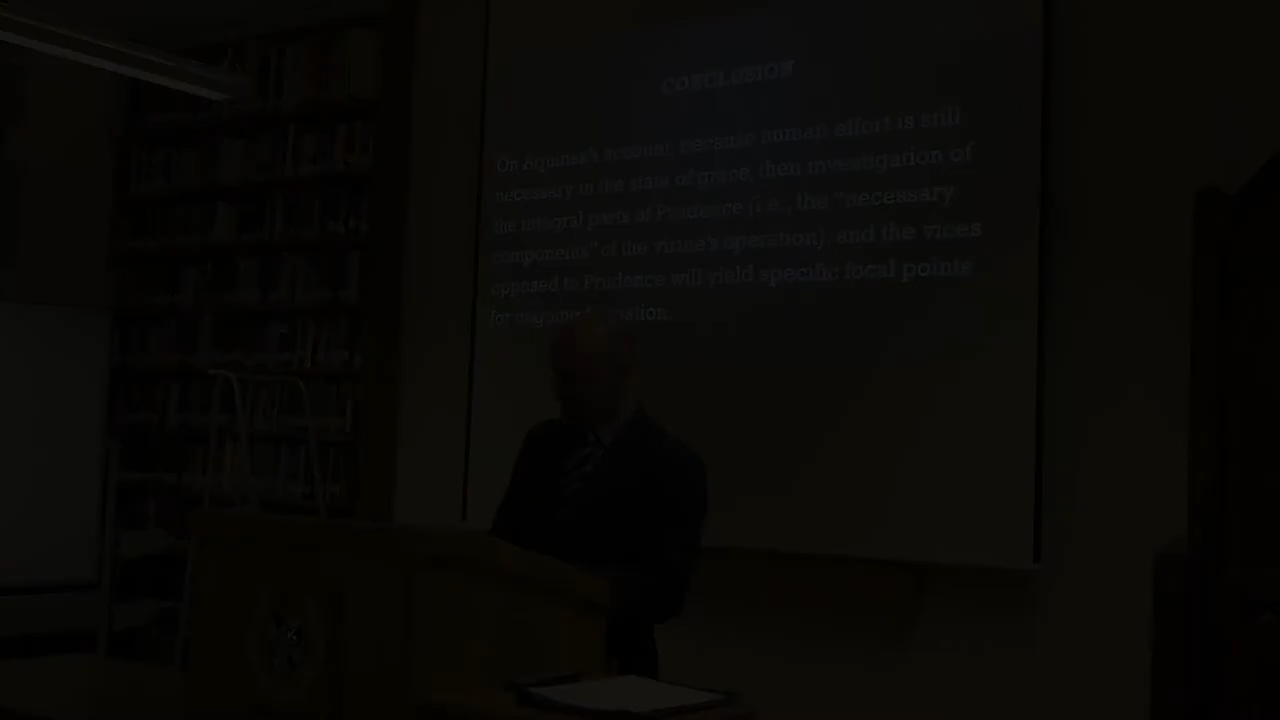 CONCLUSION
On Aquinas's account, because human effort is still
necessary in the state of grace, then investigation of
the integral parts of Prudence (i.e., the "necessary
components" of the virtue's operation), and the vices
opposed to Prudence will yield specific focal points
for ongoing